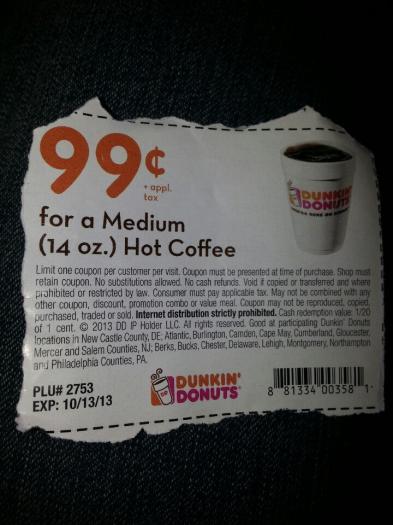 99¢
+ appl.
tax
for a Medium
(14 oz.) Hot Coffee
DUNKIN'
DONUTS
Limit one coupon per customer per visit. Coupon must be presented at time of purchase. Shop must
retain coupon. No substitutions allowed. No cash refunds. Void if copied or transferred and where
prohibited or restricted by law. Consumer must pay applicable tax. May not be combined with any
other coupon, discount, promotion combo or value meal. Coupon may not be reproduced, copied,
purchased, traded or sold. Internet distribution strictly prohibited. Cash redemption value: 1/20
of 1 cent. © 2013 DD IP Holder LLC. All rights reserved. Good at participating Dunkin' Donuts
locations in New Castle County, DE; Atlantic, Burlington, Camden, Cape May, Cumberland, Gloucester,
Mercer and Salem Counties, NJ; Berks, Bucks, Chester, Delaware, Lehigh, Montgomery, Northampton
and Philadelphia Counties, PA.
PLU# 2753
EXP: 10/13/13
DUNKIN'
DONUTS
8 81334 00358 1